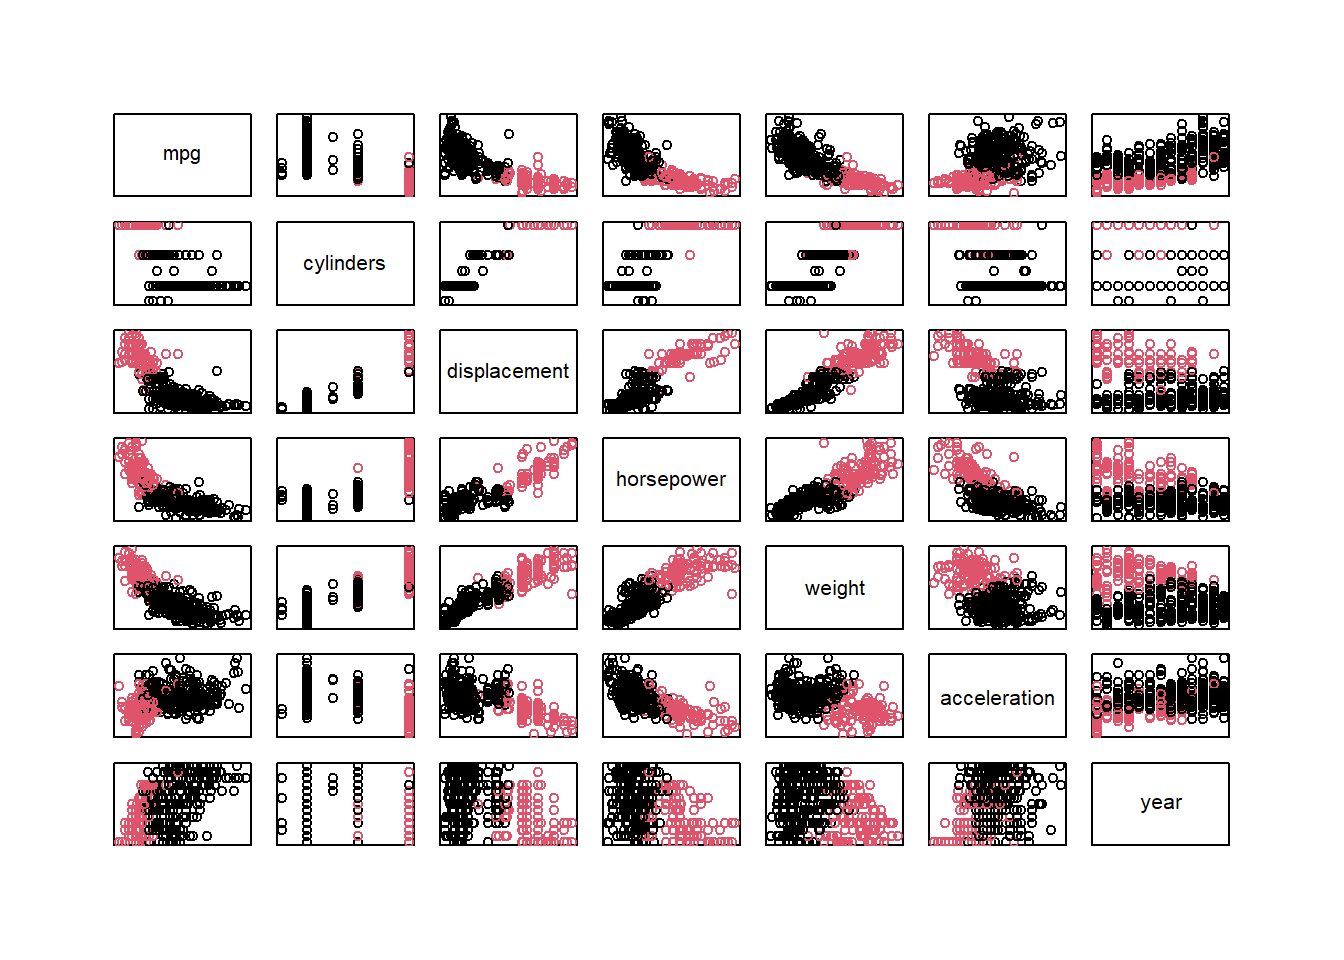 mpg
cylinders
displacement
horsepower
weight
acceleration
year